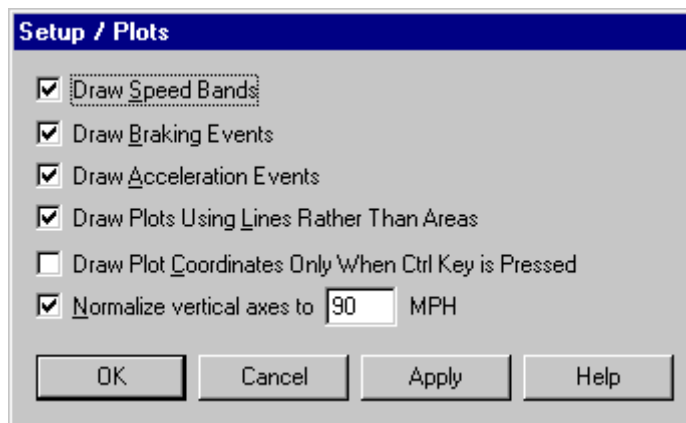 Setup / Plots
Draw Speed Bands
Draw Braking Events
Draw Acceleration Events
Draw Plots Using Lines Rather Than Areas
Draw Plot Coordinates Only When Ctrl Key is Pressed
Normalize vertical axes to 90 MPH
OK Cancel Apply Help